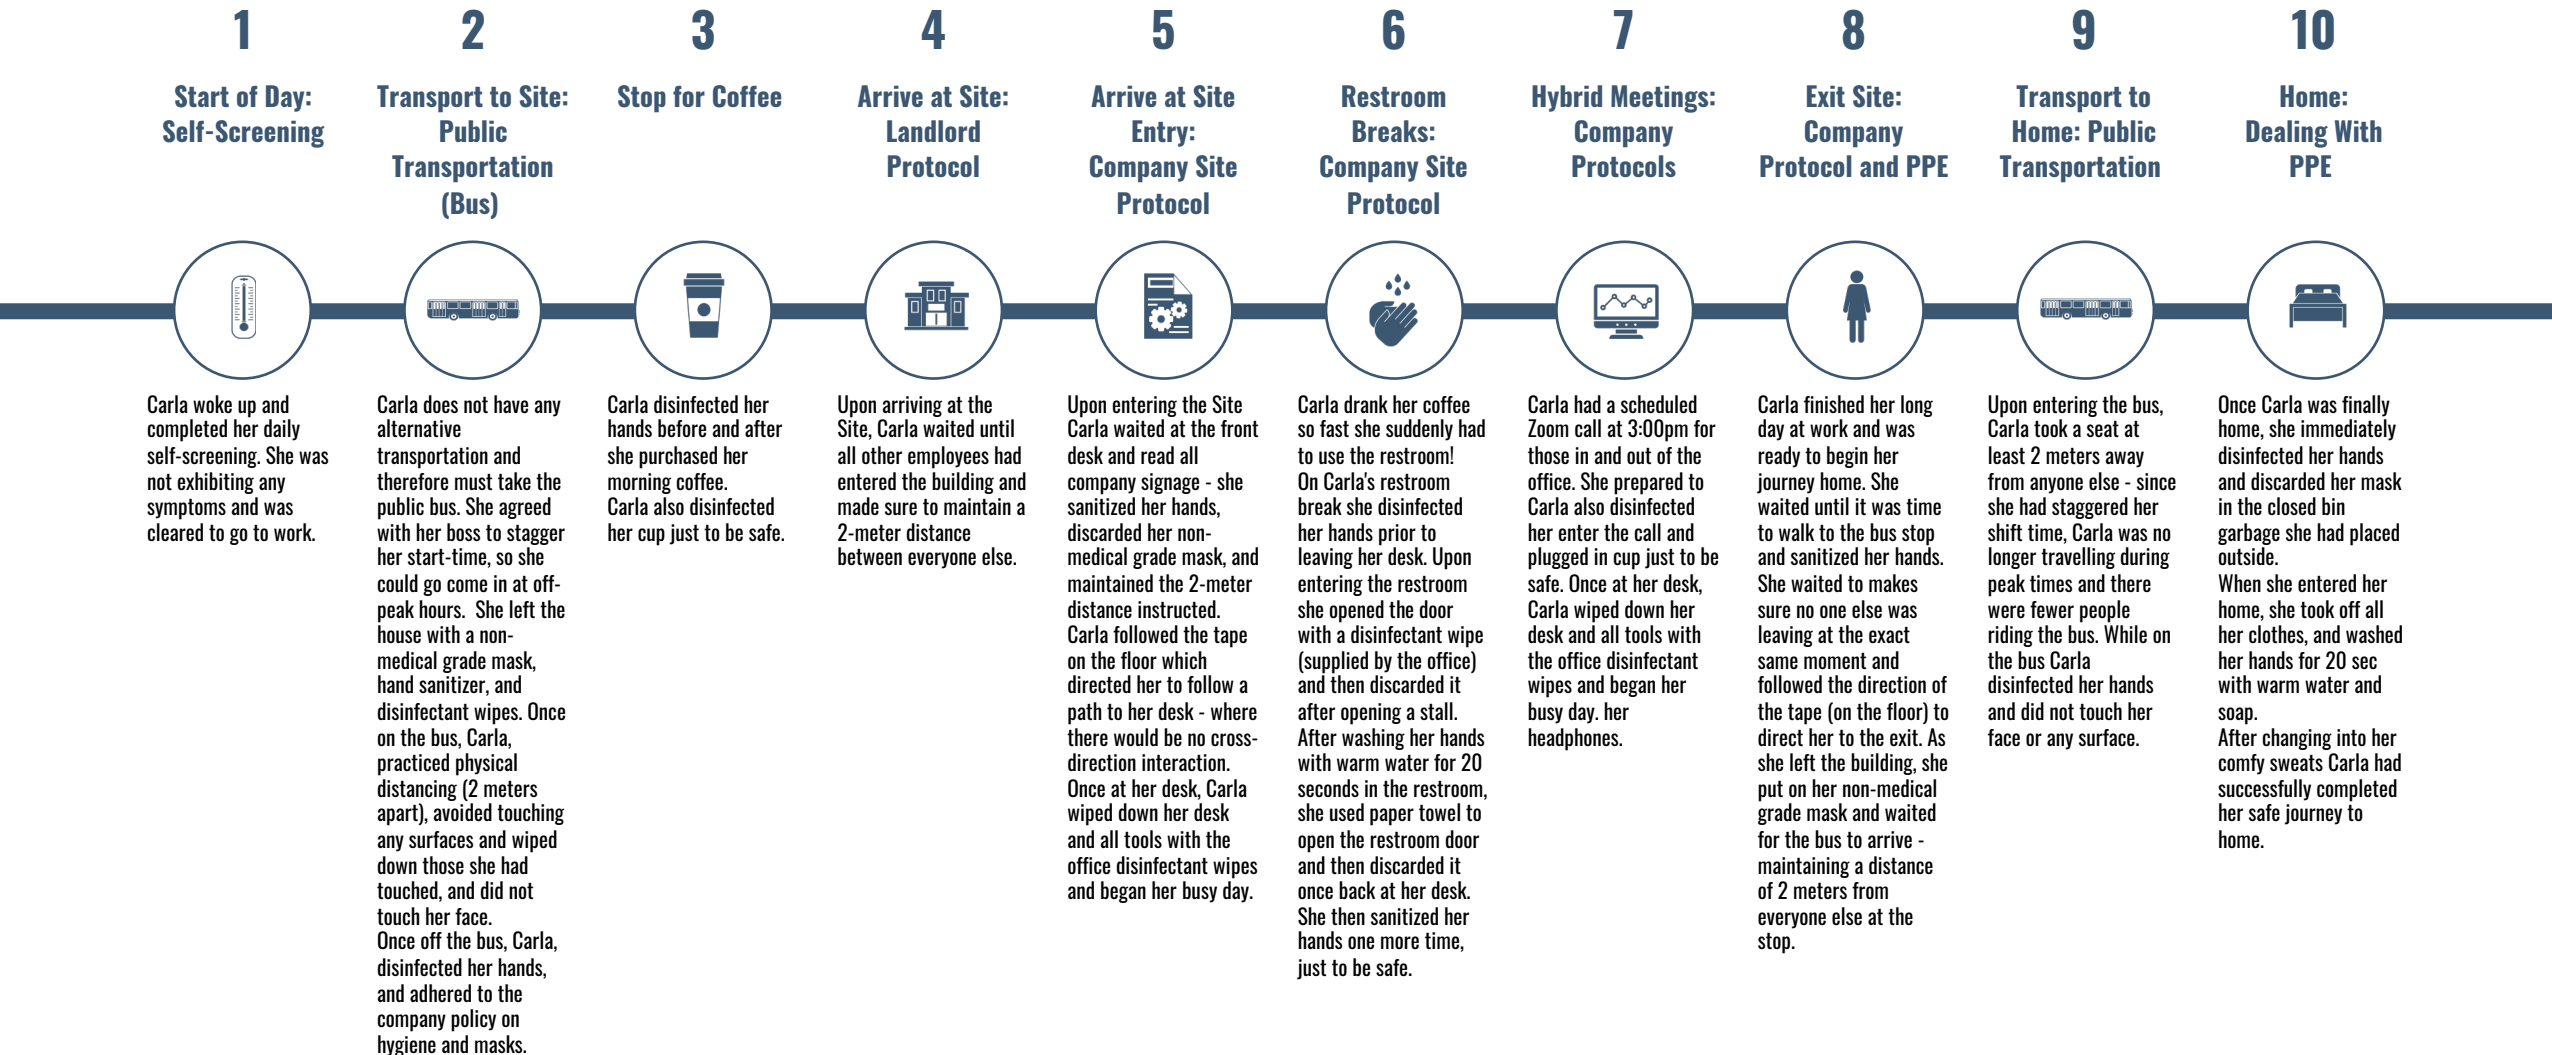 1
Start of Day:
Self-Screening
Carla woke up and
completed her daily
self-screening. She was
not exhibiting any
symptoms and was
cleared to go to work.
2
Transport to Site:
Public
Transportation
(Bus)
Carla does not have any
alternative
transportation and
therefore must take the
public bus. She agreed
with her boss to stagger
her start-time, so she
could go come in at off-
peak hours.  She left the
house with a non-
medical grade mask,
hand sanitizer, and
disinfectant wipes. Once
on the bus, Carla,
practiced physical
distancing (2 meters
apart), avoided touching
any surfaces and wiped
down those she had
touched, and did not
touch her face.
Once off the bus, Carla,
disinfected her hands,
and adhered to the
company policy on
hygiene and masks.
3
Stop for Coffee
Carla disinfected her
hands before and after
she purchased her
morning coffee.
Carla also disinfected
her cup just to be safe.
4
Arrive at Site:
Landlord
Protocol
Upon arriving at the
Site, Carla waited until
all other employees had
entered the building and
made sure to maintain a
2-meter distance
between everyone else.
5
Arrive at Site
Entry:
Company Site
Protocol
Upon entering the Site
Carla waited at the front
desk and read all
company signage - she
sanitized her hands,
discarded her non-
medical grade mask, and
maintained the 2-meter
distance instructed.
Carla followed the tape
on the floor which
directed her to follow a
path to her desk - where
there would be no cross-
direction interaction.
Once at her desk, Carla
wiped down her desk
and all tools with the
office disinfectant wipes
and began her busy day.
6
Restroom
Breaks:
Company Site
Protocol
Carla drank her coffee
so fast she suddenly had
to use the restroom!
On Carla's restroom
break she disinfected
her hands prior to
leaving her desk. Upon
entering the restroom
she opened the door
with a disinfectant wipe
(supplied by the office)
and then discarded it
after opening a stall.
After washing her hands
with warm water for 20
seconds in the restroom,
she used paper towel to
open the restroom door
and then discarded it
once back at her desk.
She then sanitized her
hands one more time,
just to be safe.
7
Hybrid Meetings:
Company
Protocols
Carla had a scheduled
Zoom call at 3:00pm for
those in and out of the
office. She prepared to
Carla also disinfected
her enter the call and
plugged in cup just to be
safe. Once at her desk,
Carla wiped down her
desk and all tools with
the office disinfectant
wipes and began her
busy day. her
headphones.
8
Exit Site:
Company
Protocol and PPE
Carla finished her long
day at work and was
ready to begin her
journey home. She
waited until it was time
to walk to the bus stop
and sanitized her hands.
She waited to makes
sure no one else was
leaving at the exact
same moment and
followed the direction of
the tape (on the floor) to
direct her to the exit. As
she left the building, she
put on her non-medical
grade mask and waited
for the bus to arrive -
maintaining a distance
of 2 meters from
everyone else at the
stop.
9
Transport to
Home: Public
Transportation
Upon entering the bus,
Carla took a seat at
least 2 meters away
from anyone else - since
she had staggered her
shift time, Carla was no
longer travelling during
peak times and there
were fewer people
riding the bus. While on
the bus Carla
disinfected her hands
and did not touch her
face or any surface.
10
Home:
Dealing With
PPE
Once Carla was finally
home, she immediately
disinfected her hands
and discarded her mask
in the closed bin
garbage she had placed
outside.
When she entered her
home, she took off all
her clothes, and washed
her hands for 20 sec
with warm water and
soap.
After changing into her
comfy sweats Carla had
successfully completed
her safe journey to
home.